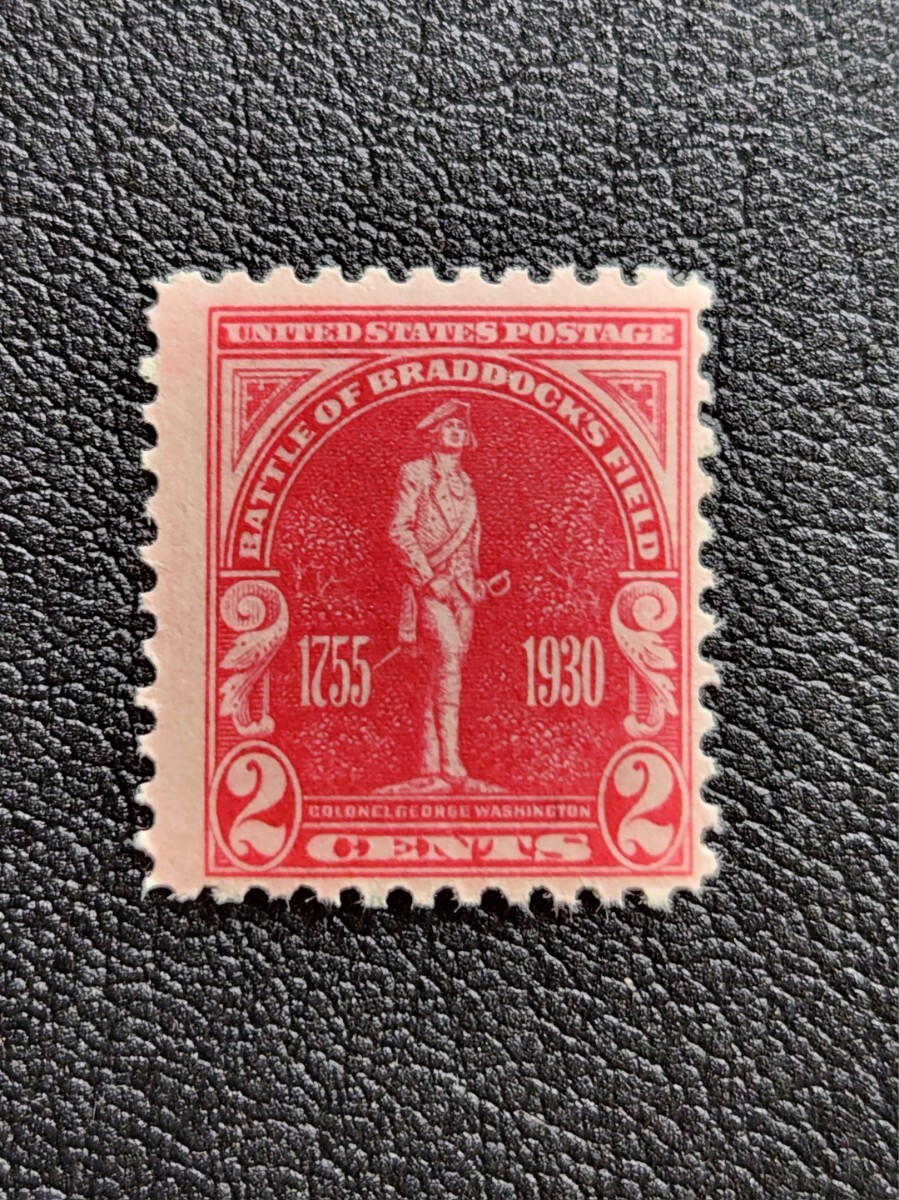 UNITED STATES POSTAGE
BATTLE OF BRADDOCK'S FIELD
1755 1930
COLONEL GEORGE WASHINGTON
2 CENTS 2